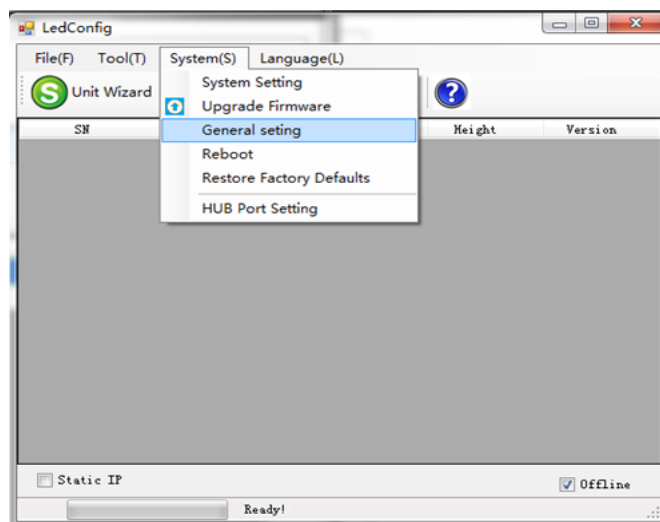 LedConfig
File(F) Tool(T) System(S) Language(L)
Unit Wizard
System Setting
Upgrade Firmware
General seting
Reboot
Restore Factory Defaults
HUB Port Setting
SN Height Version
Static IP
Offline
Ready!